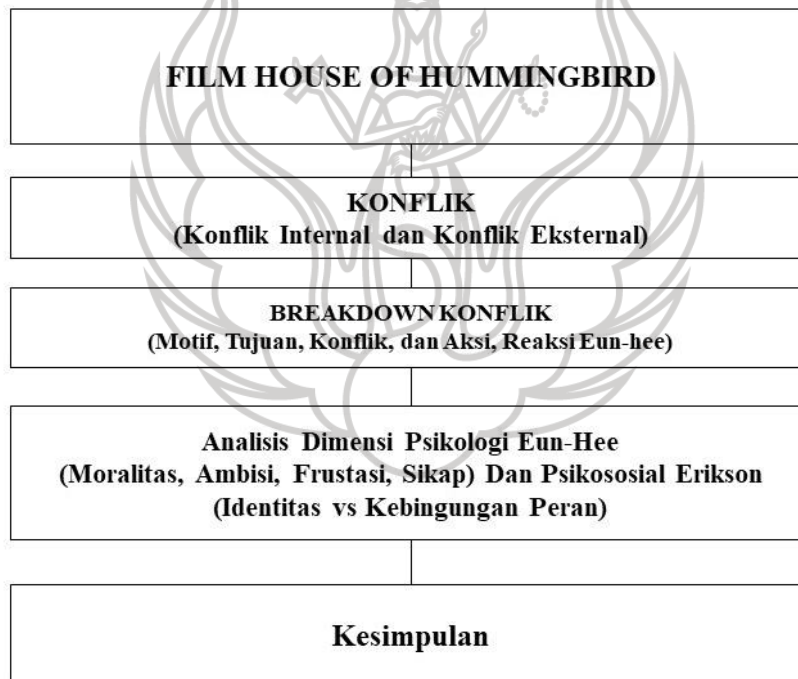 FILM HOUSE OF HUMMINGBIRD
KONFLIK
(Konflik Internal dan Konflik Eksternal)
BREAKDOWN KONFLIK
(Motif, Tujuan, Konflik, dan Aksi, Reaksi Eun-hee)
Analisis Dimensi Psikologi Eun-Hee
(Moralitas, Ambisi, Frustasi, Sikap) Dan Psikososial Erikson
(Identitas vs Kebingungan Peran)
Kesimpulan